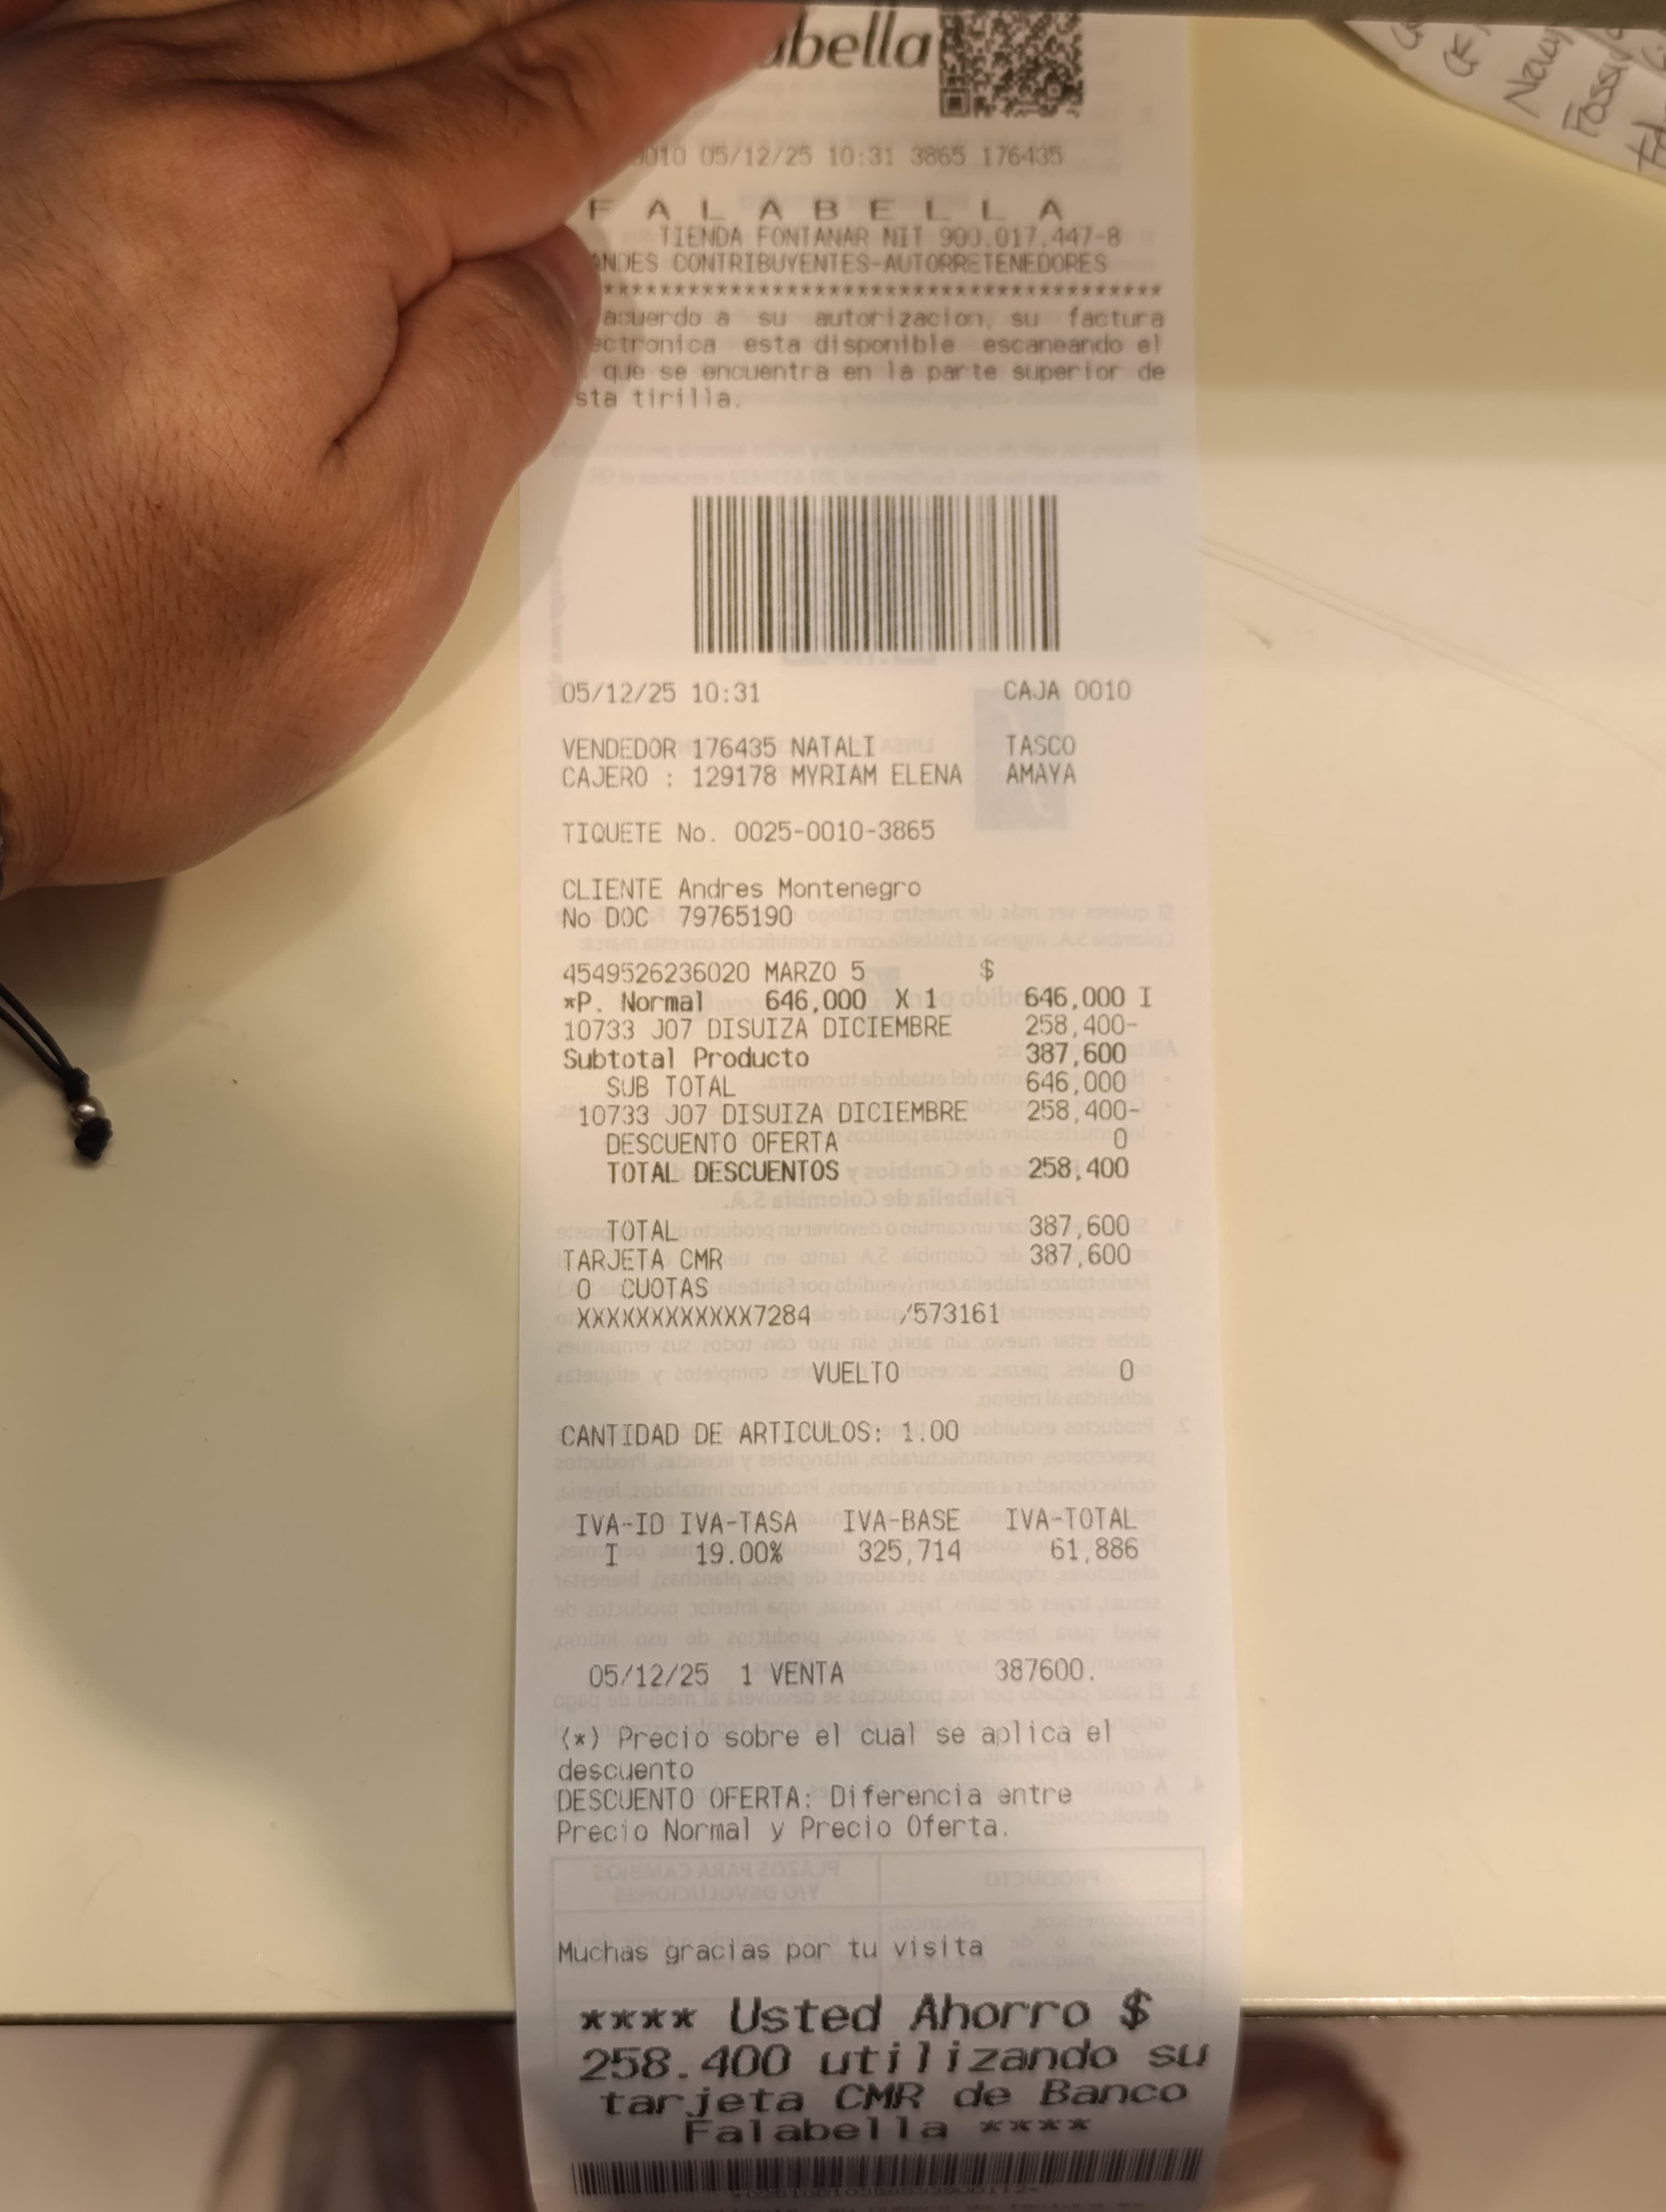 abella
0010 05/12/25 10:31 3865 176435
F A L A B E L L A
TIENDA FONTANAR NIT 900.017.447-8
ANDES CONTRIBUYENTES-AUTORRETENEDORES
****************************************
acuerdo a su autorizacion, su factura
ectronica esta disponible escaneando el
que se encuentra en la parte superior de
sta tirilla.
05/12/25 10:31 CAJA 0010
VENDEDOR 176435 NATALI TASCO
CAJERO : 129178 MYRIAM ELENA AMAYA
TIQUETE No. 0025-0010-3865
CLIENTE Andres Montenegro
No DOC 79765190
4549526236020 MARZO 5 $
*P. Normal 646,000 X 1 646,000 I
10733 J07 DISUIZA DICIEMBRE 258,400-
Subtotal Producto 387,600
SUB TOTAL 646,000
10733 J07 DISUIZA DICIEMBRE 258,400-
DESCUENTO OFERTA 0
TOTAL DESCUENTOS 258,400
TOTAL 387,600
TARJETA CMR 387,600
0 CUOTAS
XXXXXXXXXXXX7284 /573161
VUELTO 0
CANTIDAD DE ARTICULOS: 1.00
IVA-ID IVA-TASA IVA-BASE IVA-TOTAL
I 19.00% 325,714 61,886
05/12/25 1 VENTA 387600.
(*) Precio sobre el cual se aplica el
descuento
DESCUENTO OFERTA: Diferencia entre
Precio Normal y Precio Oferta.
Muchas gracias por tu visita
**** Usted Ahorro $
258.400 utilizando su
tarjeta CMR de Banco
Falabella ****